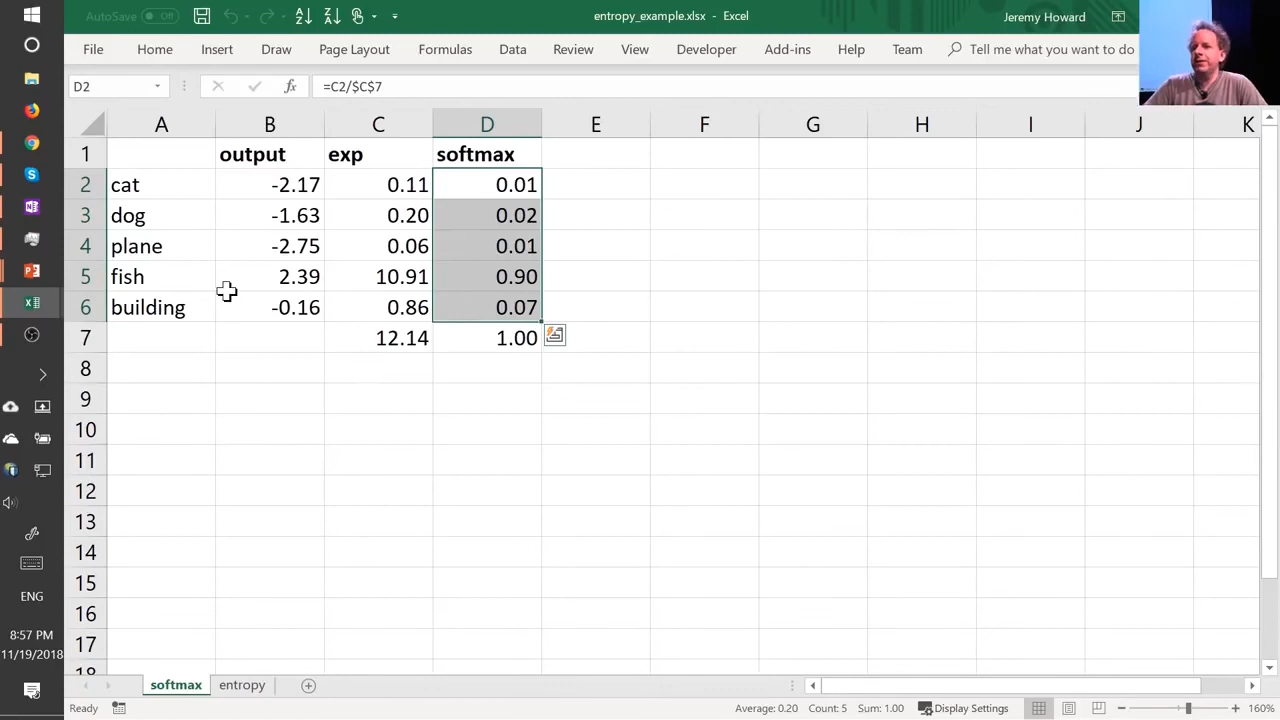 AutoSave Off entropy_example.xlsx - Excel Jeremy Howard
File Home Insert Draw Page Layout Formulas Data Review View Developer Add-ins Help Team Tell me what you want to do
D2 fx =C2/$C$7
A B C D E F G H I J K
1 output exp softmax
2 cat -2.17 0.11 0.01
3 dog -1.63 0.20 0.02
4 plane -2.75 0.06 0.01
5 fish 2.39 10.91 0.90
6 building -0.16 0.86 0.07
7 12.14 1.00
8
9
10
11
12
13
14
15
16
17
18
ENG
8:57 PM
11/19/2018
softmax entropy
Ready Average: 0.20 Count: 5 Sum: 1.00 Display Settings 160%